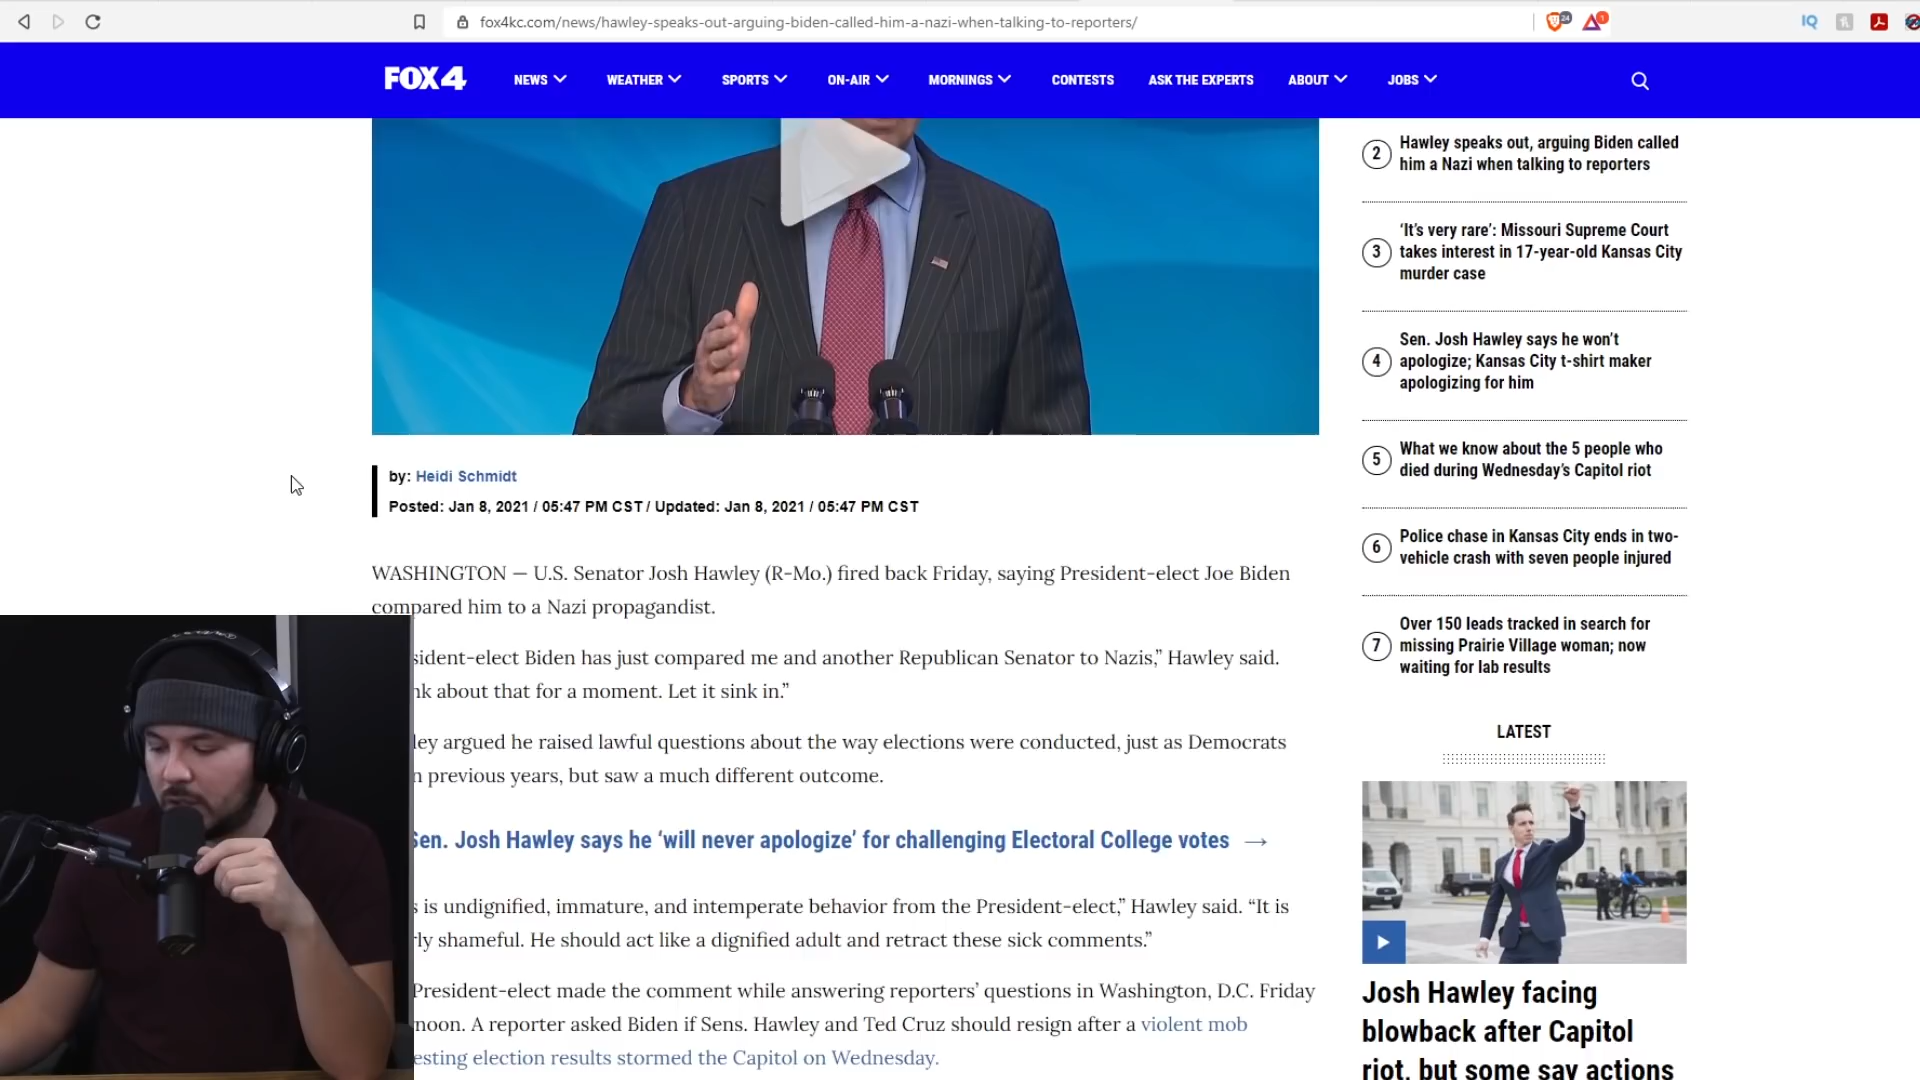 fox4kc.com/news/hawley-speaks-out-arguing-biden-called-him-a-nazi-when-talking-to-reporters/
24
1
IQ
FOX 4
NEWS
WEATHER
SPORTS
ON-AIR
MORNINGS
CONTESTS
ASK THE EXPERTS
ABOUT
JOBS
by: Heidi Schmidt
Posted: Jan 8, 2021 / 05:47 PM CST / Updated: Jan 8, 2021 / 05:47 PM CST
WASHINGTON — U.S. Senator Josh Hawley (R-Mo.) fired back Friday, saying President-elect Joe Biden
compared him to a Nazi propagandist.
sident-elect Biden has just compared me and another Republican Senator to Nazis,” Hawley said.
nk about that for a moment. Let it sink in.”
ley argued he raised lawful questions about the way elections were conducted, just as Democrats
n previous years, but saw a much different outcome.
Sen. Josh Hawley says he ‘will never apologize’ for challenging Electoral College votes →
s is undignified, immature, and intemperate behavior from the President-elect,” Hawley said. “It is
rly shameful. He should act like a dignified adult and retract these sick comments.”
President-elect made the comment while answering reporters’ questions in Washington, D.C. Friday
noon. A reporter asked Biden if Sens. Hawley and Ted Cruz should resign after a violent mob
esting election results stormed the Capitol on Wednesday.
2
Hawley speaks out, arguing Biden called
him a Nazi when talking to reporters
3
‘It’s very rare’: Missouri Supreme Court
takes interest in 17-year-old Kansas City
murder case
4
Sen. Josh Hawley says he won’t
apologize; Kansas City t-shirt maker
apologizing for him
5
What we know about the 5 people who
died during Wednesday’s Capitol riot
6
Police chase in Kansas City ends in two-
vehicle crash with seven people injured
7
Over 150 leads tracked in search for
missing Prairie Village woman; now
waiting for lab results
LATEST
Josh Hawley facing
blowback after Capitol
riot, but some say actions